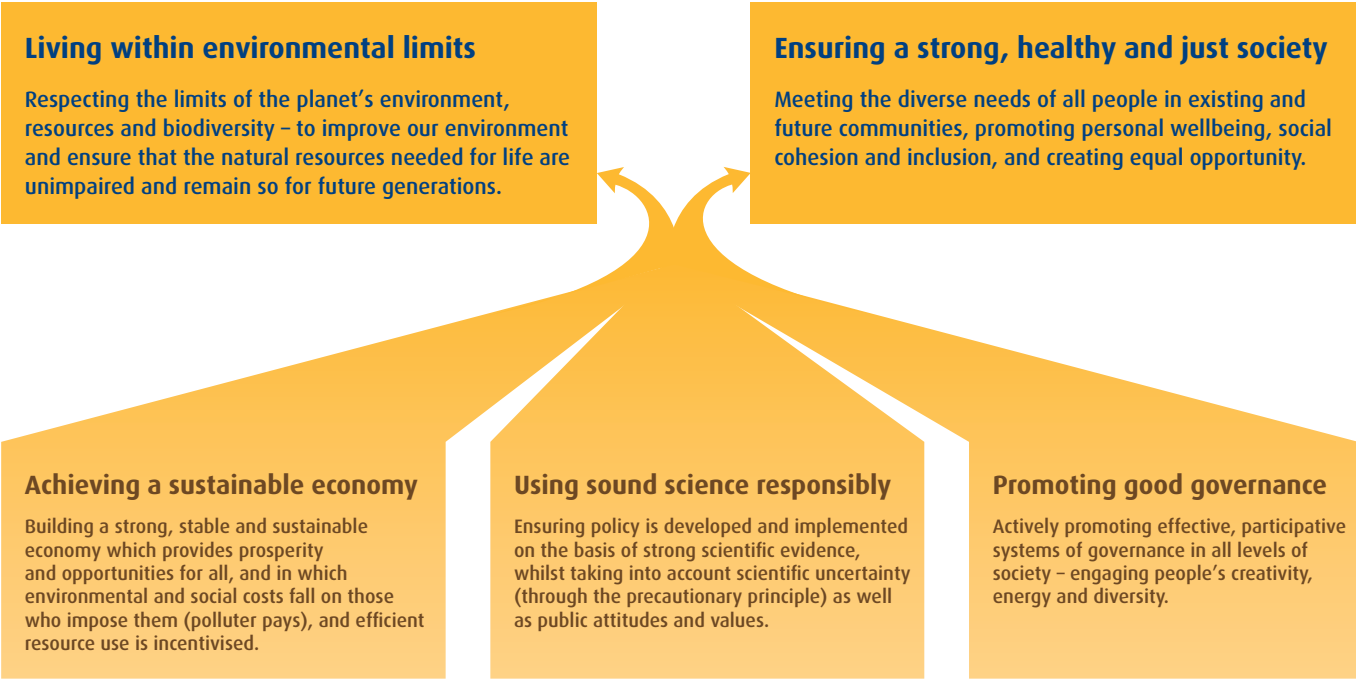 Living within environmental limits
Respecting the limits of the planet’s environment,
resources and biodiversity – to improve our environment
and ensure that the natural resources needed for life are
unimpaired and remain so for future generations.
Ensuring a strong, healthy and just society
Meeting the diverse needs of all people in existing and
future communities, promoting personal wellbeing, social
cohesion and inclusion, and creating equal opportunity.
Achieving a sustainable economy
Building a strong, stable and sustainable
economy which provides prosperity
and opportunities for all, and in which
environmental and social costs fall on those
who impose them (polluter pays), and efficient
resource use is incentivised.
Using sound science responsibly
Ensuring policy is developed and implemented
on the basis of strong scientific evidence,
whilst taking into account scientific uncertainty
(through the precautionary principle) as well
as public attitudes and values.
Promoting good governance
Actively promoting effective, participative
systems of governance in all levels of
society – engaging people’s creativity,
energy and diversity.